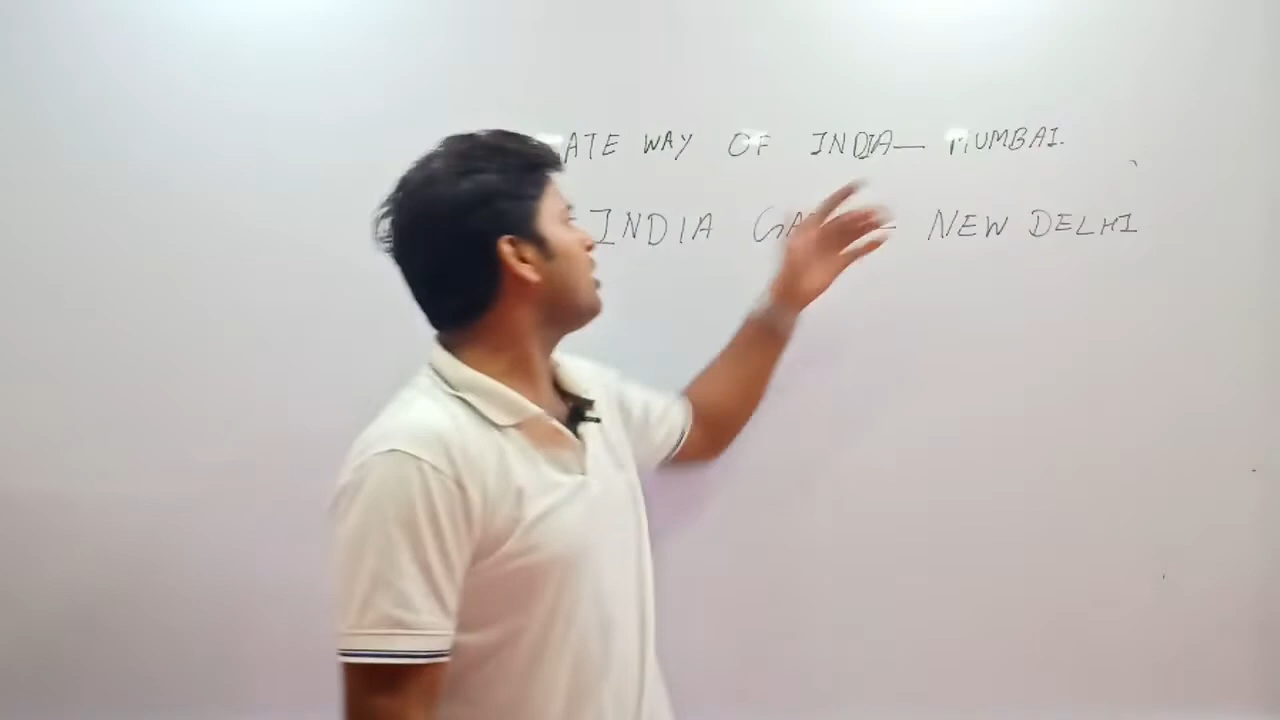 ATE WAY OF INDIA— MUMBAI.
INDIA — NEW DELHI